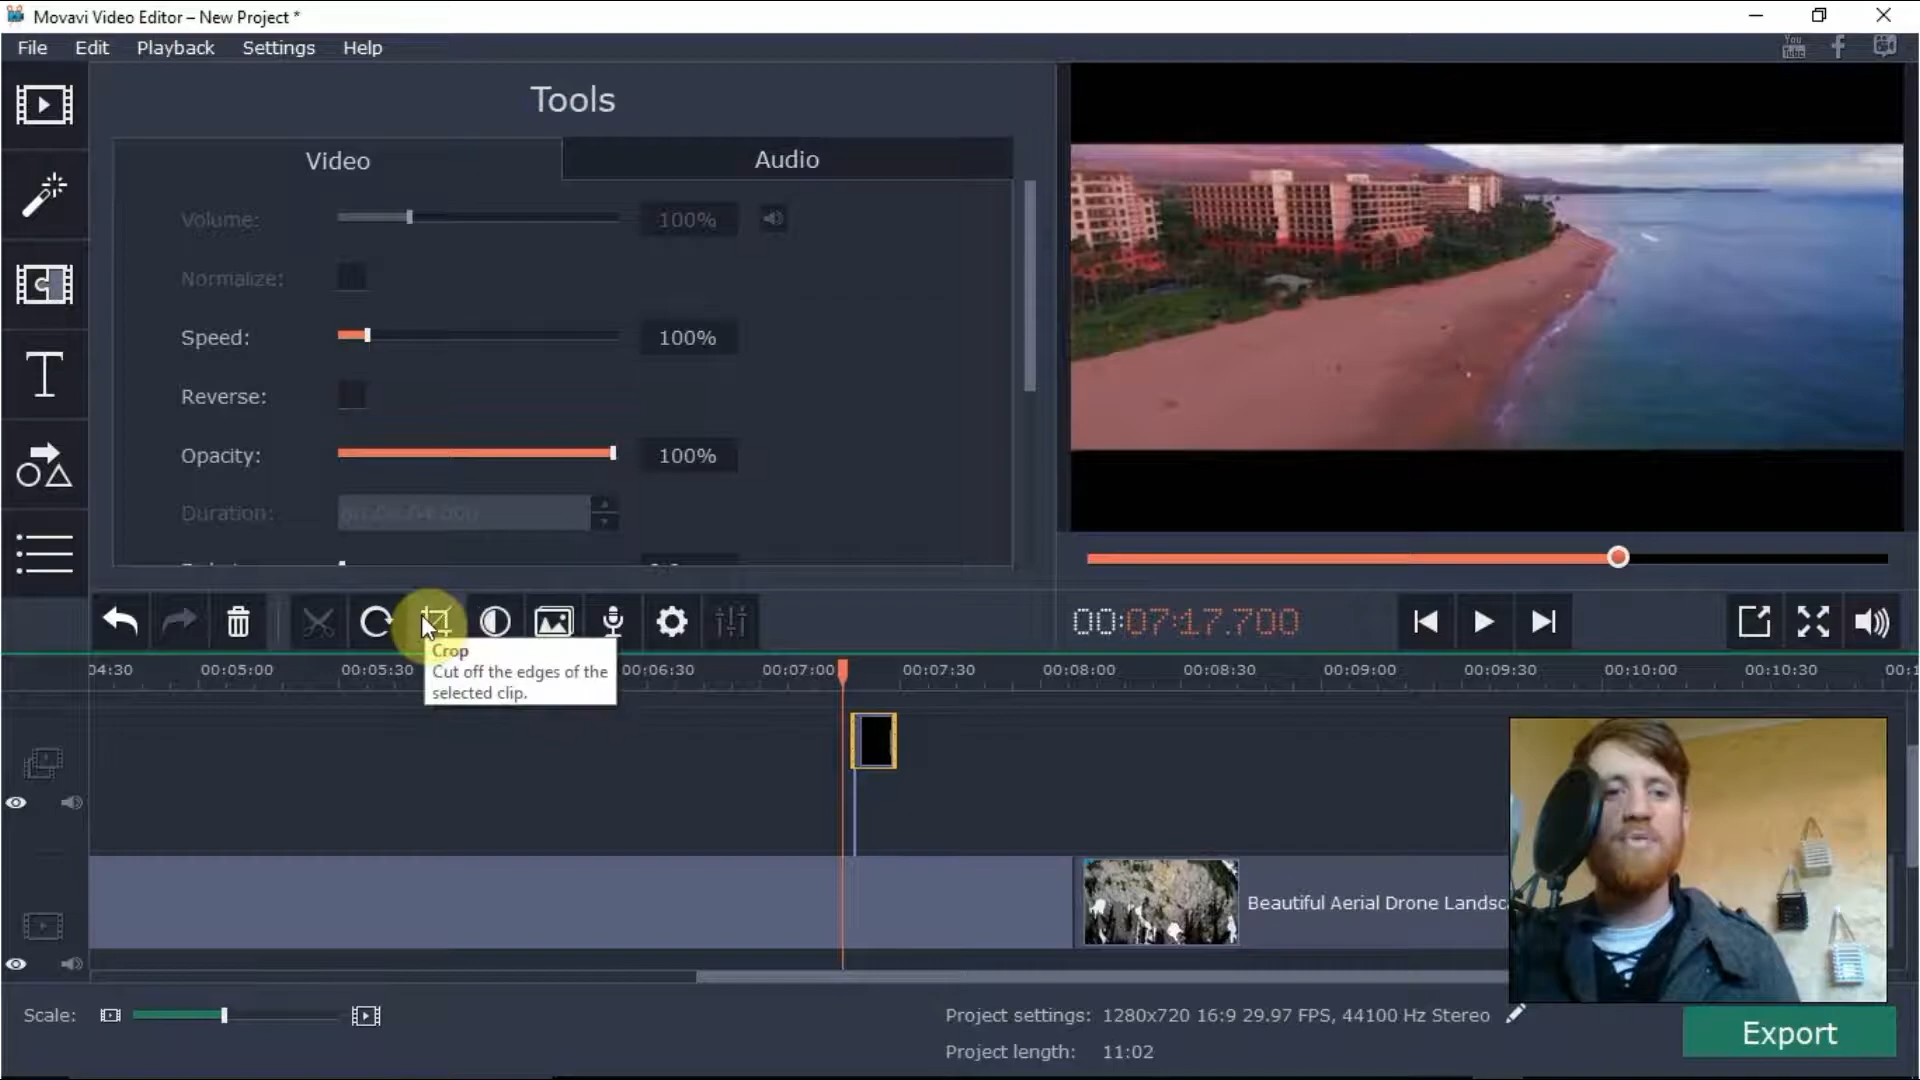 Movavi Video Editor – New Project *
File Edit Playback Settings Help
You
Tube
Tools
Video Audio
Volume: 100%
Normalize:
Speed: 100%
Reverse:
Opacity: 100%
Duration:
00:07:17.700
Crop
Cut off the edges of the
selected clip.
04:30 00:05:00 00:05:30 00:06:30 00:07:00 00:07:30 00:08:00 00:08:30 00:09:00 00:09:30 00:10:00 00:10:30
Beautiful Aerial Drone Landsc
Scale:
Project settings: 1280x720 16:9 29.97 FPS, 44100 Hz Stereo
Project length: 11:02
Export